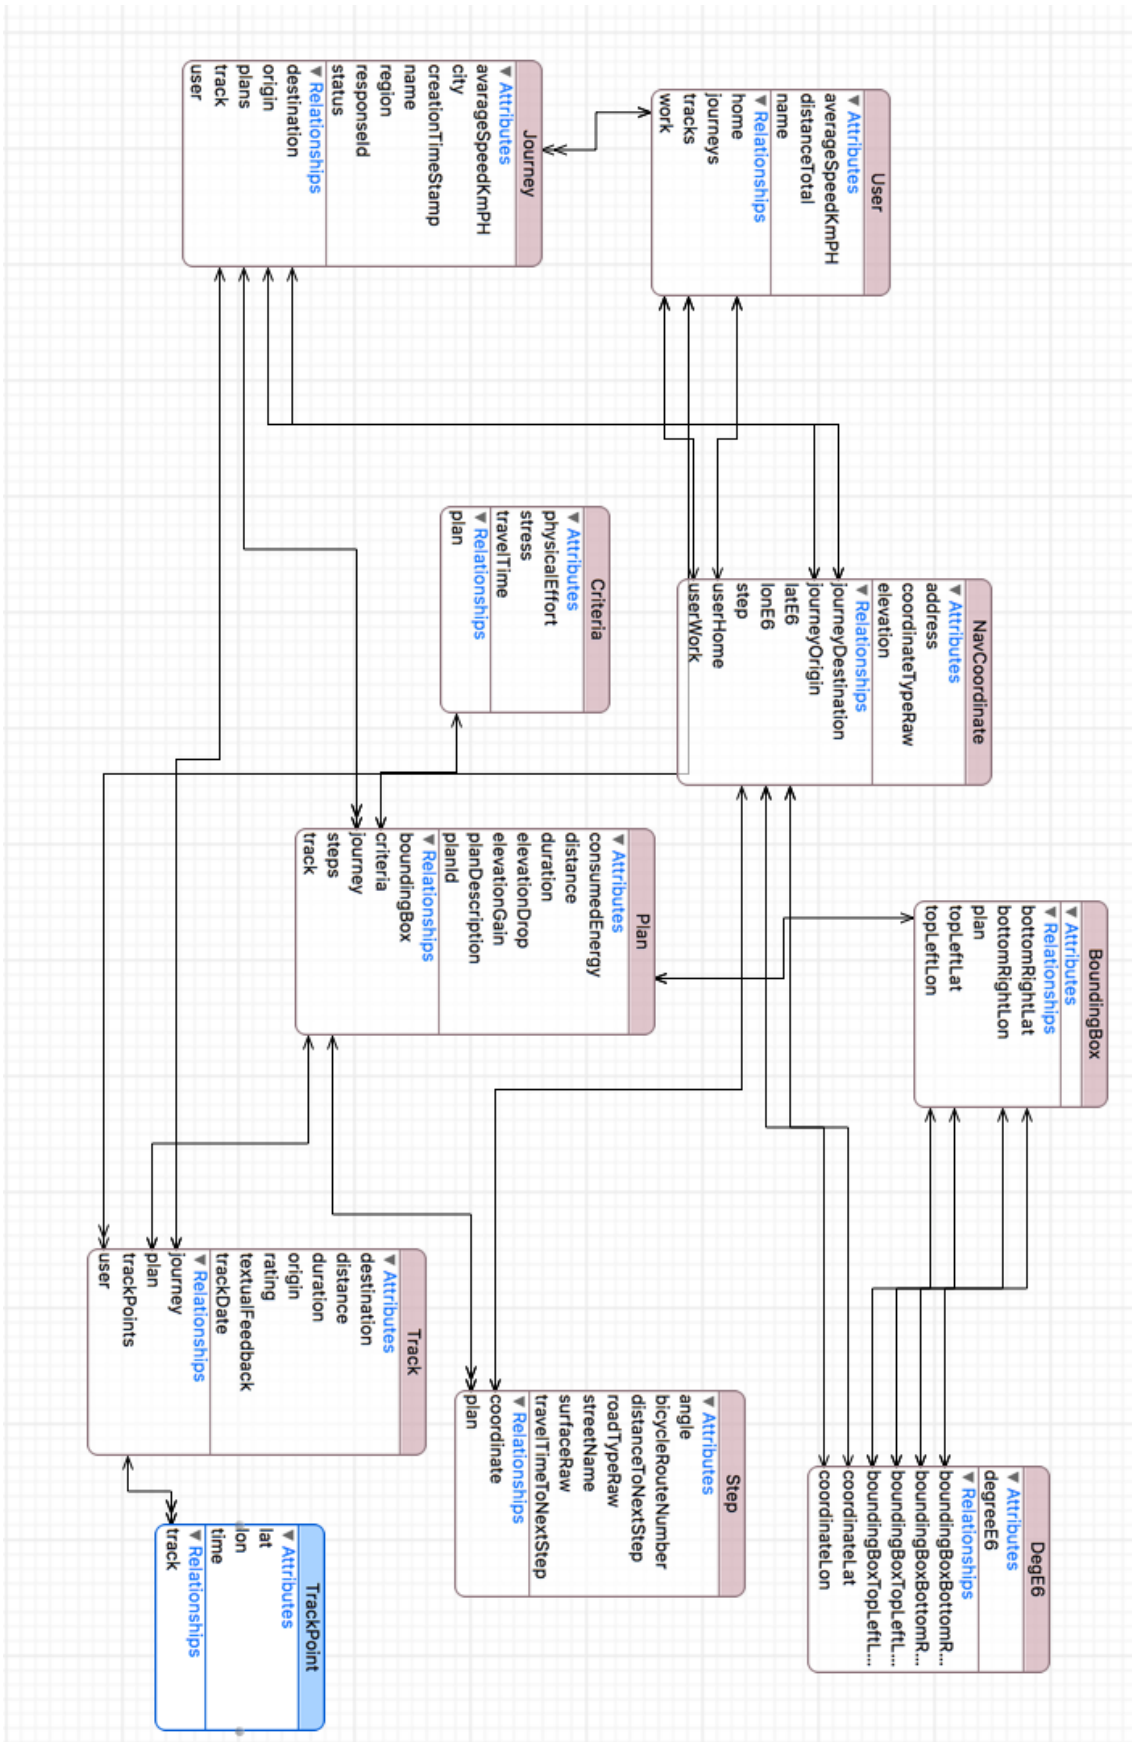 User
▼ Attributes
averageSpeedKmPH
distanceTotal
name
▼ Relationships
home
journeys
tracks
work
Journey
▼ Attributes
avarageSpeedKmPH
city
creationTimeStamp
name
region
responseId
status
▼ Relationships
destination
origin
plans
track
user
NavCoordinate
▼ Attributes
address
coordinateTypeRaw
elevation
▼ Relationships
journeyDestination
journeyOrigin
latE6
lonE6
step
userHome
userWork
Criteria
▼ Attributes
physicalEffort
stress
travelTime
▼ Relationships
plan
BoundingBox
▼ Attributes
▼ Relationships
bottomRightLat
bottomRightLon
plan
topLeftLat
topLeftLon
Plan
▼ Attributes
consumedEnergy
distance
duration
elevationDrop
elevationGain
planDescription
planId
▼ Relationships
boundingBox
criteria
journey
steps
track
DegE6
▼ Attributes
degreeE6
▼ Relationships
boundingBoxBottomR...
boundingBoxBottomR...
boundingBoxTopLeftL...
boundingBoxTopLeftL...
coordinateLat
coordinateLon
Step
▼ Attributes
angle
bicycleRouteNumber
distanceToNextStep
roadTypeRaw
streetName
surfaceRaw
travelTimeToNextStep
▼ Relationships
coordinate
plan
Track
▼ Attributes
destination
distance
duration
origin
rating
textualFeedback
trackDate
▼ Relationships
journey
plan
trackPoints
user
TrackPoint
▼ Attributes
lat
lon
time
▼ Relationships
track